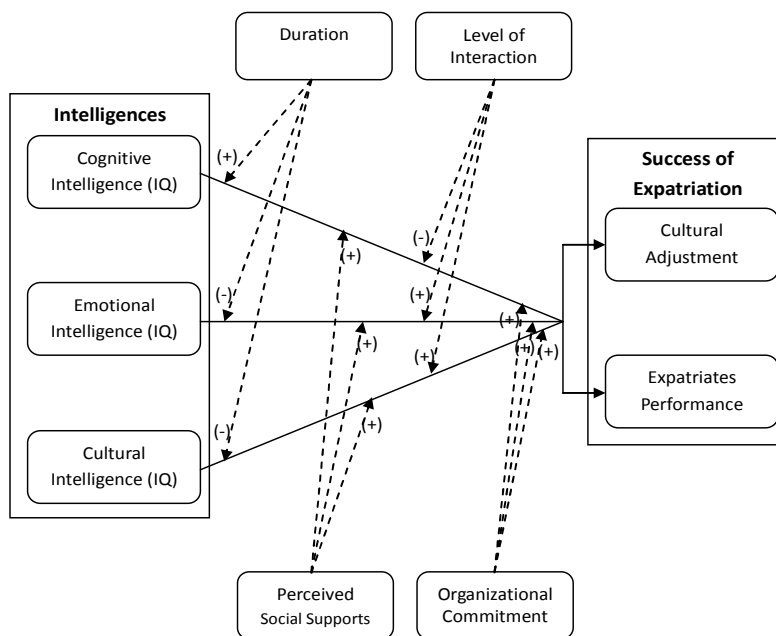 Duration
Level of
Interaction
Intelligences
Cognitive
Intelligence (IQ)
(+)
Success of
Expatriation
Cultural
Adjustment
(-)
(+)
Emotional
Intelligence (IQ)
(-)
(+)
(+)
(+)
(+)
(+)
(+)
Expatriates
Performance
(+)
Cultural
Intelligence (IQ)
(-)
(+)
Perceived
Social Supports
Organizational
Commitment